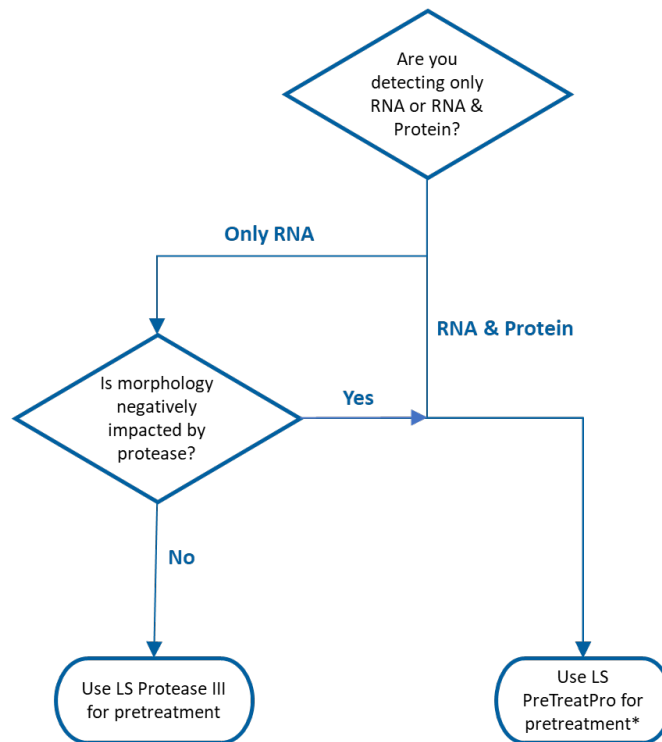 Are you
detecting only
RNA or RNA &
Protein?
Only RNA
RNA & Protein
Is morphology
negatively
impacted by
protease?
Yes
No
Use LS Protease III
for pretreatment
Use LS
PreTreatPro for
pretreatment*